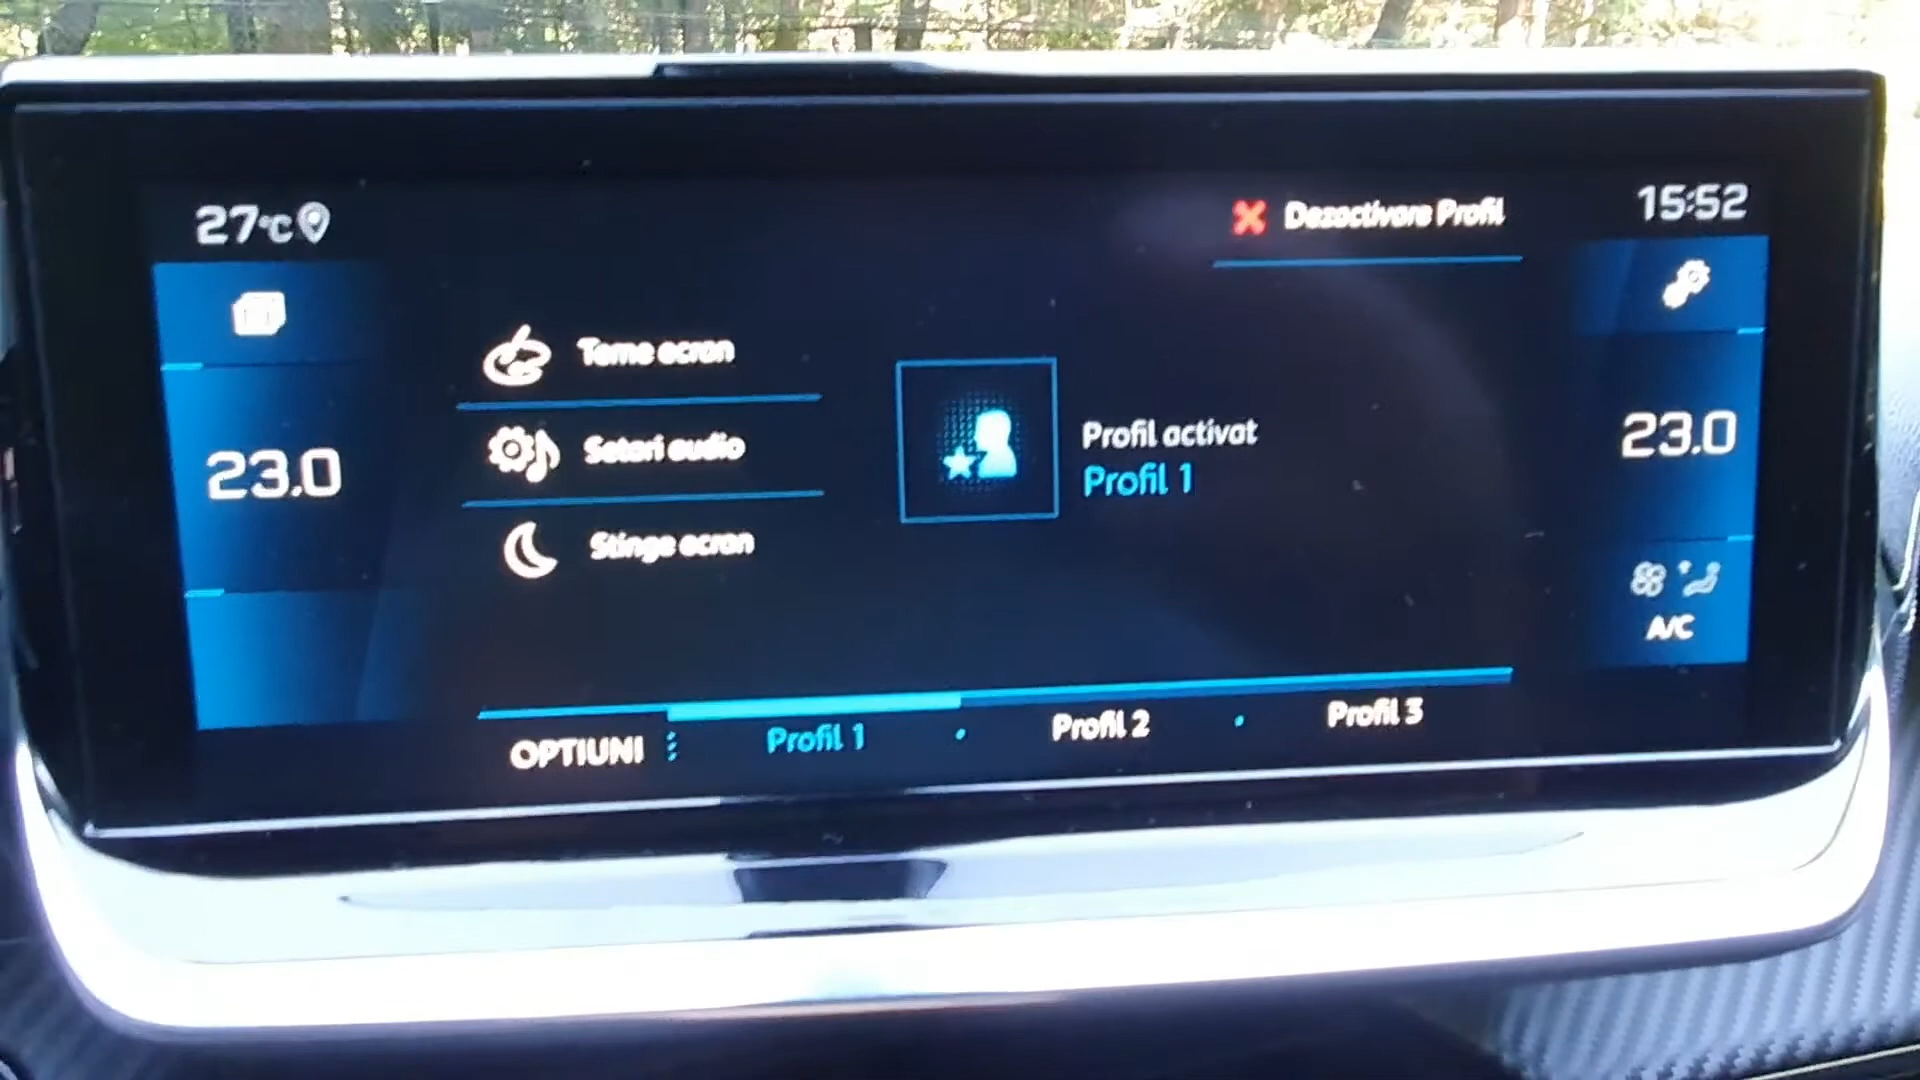 27°C
Dezactivare Profil
15:52
Teme ecran
Setari audio
Stinge ecran
23.0
Profil activat
Profil 1
23.0
A/C
OPTIUNI
Profil 1
Profil 2
Profil 3